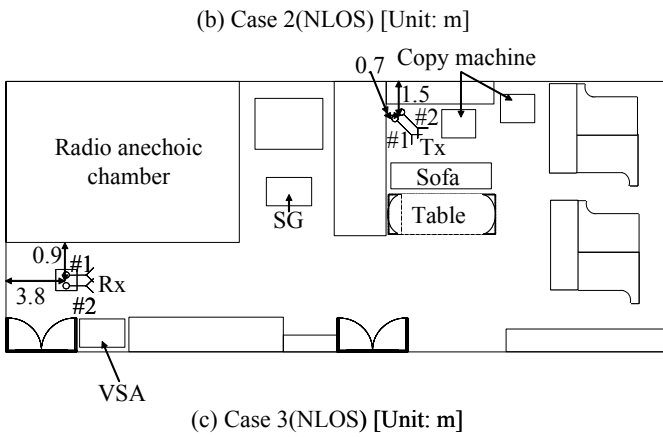 (b) Case 2(NLOS) [Unit: m]
0.7
Copy machine
1.5
#2
#1
Tx
Radio anechoic
chamber
Sofa
SG
Table
0.9
#1
Rx
3.8
#2
VSA
(c) Case 3(NLOS) [Unit: m]